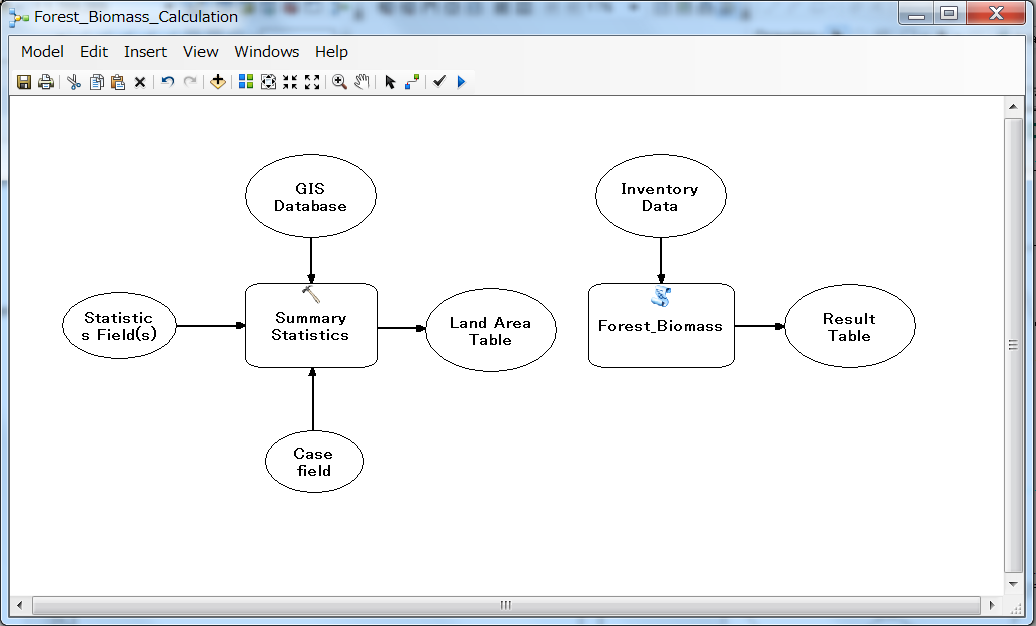 Forest_Biomass_Calculation
Model Edit Insert View Windows Help
GIS
Database
Inventory
Data
Statistic
s Field(s)
Summary
Statistics
Land Area
Table
Forest_Biomass
Result
Table
Case
field